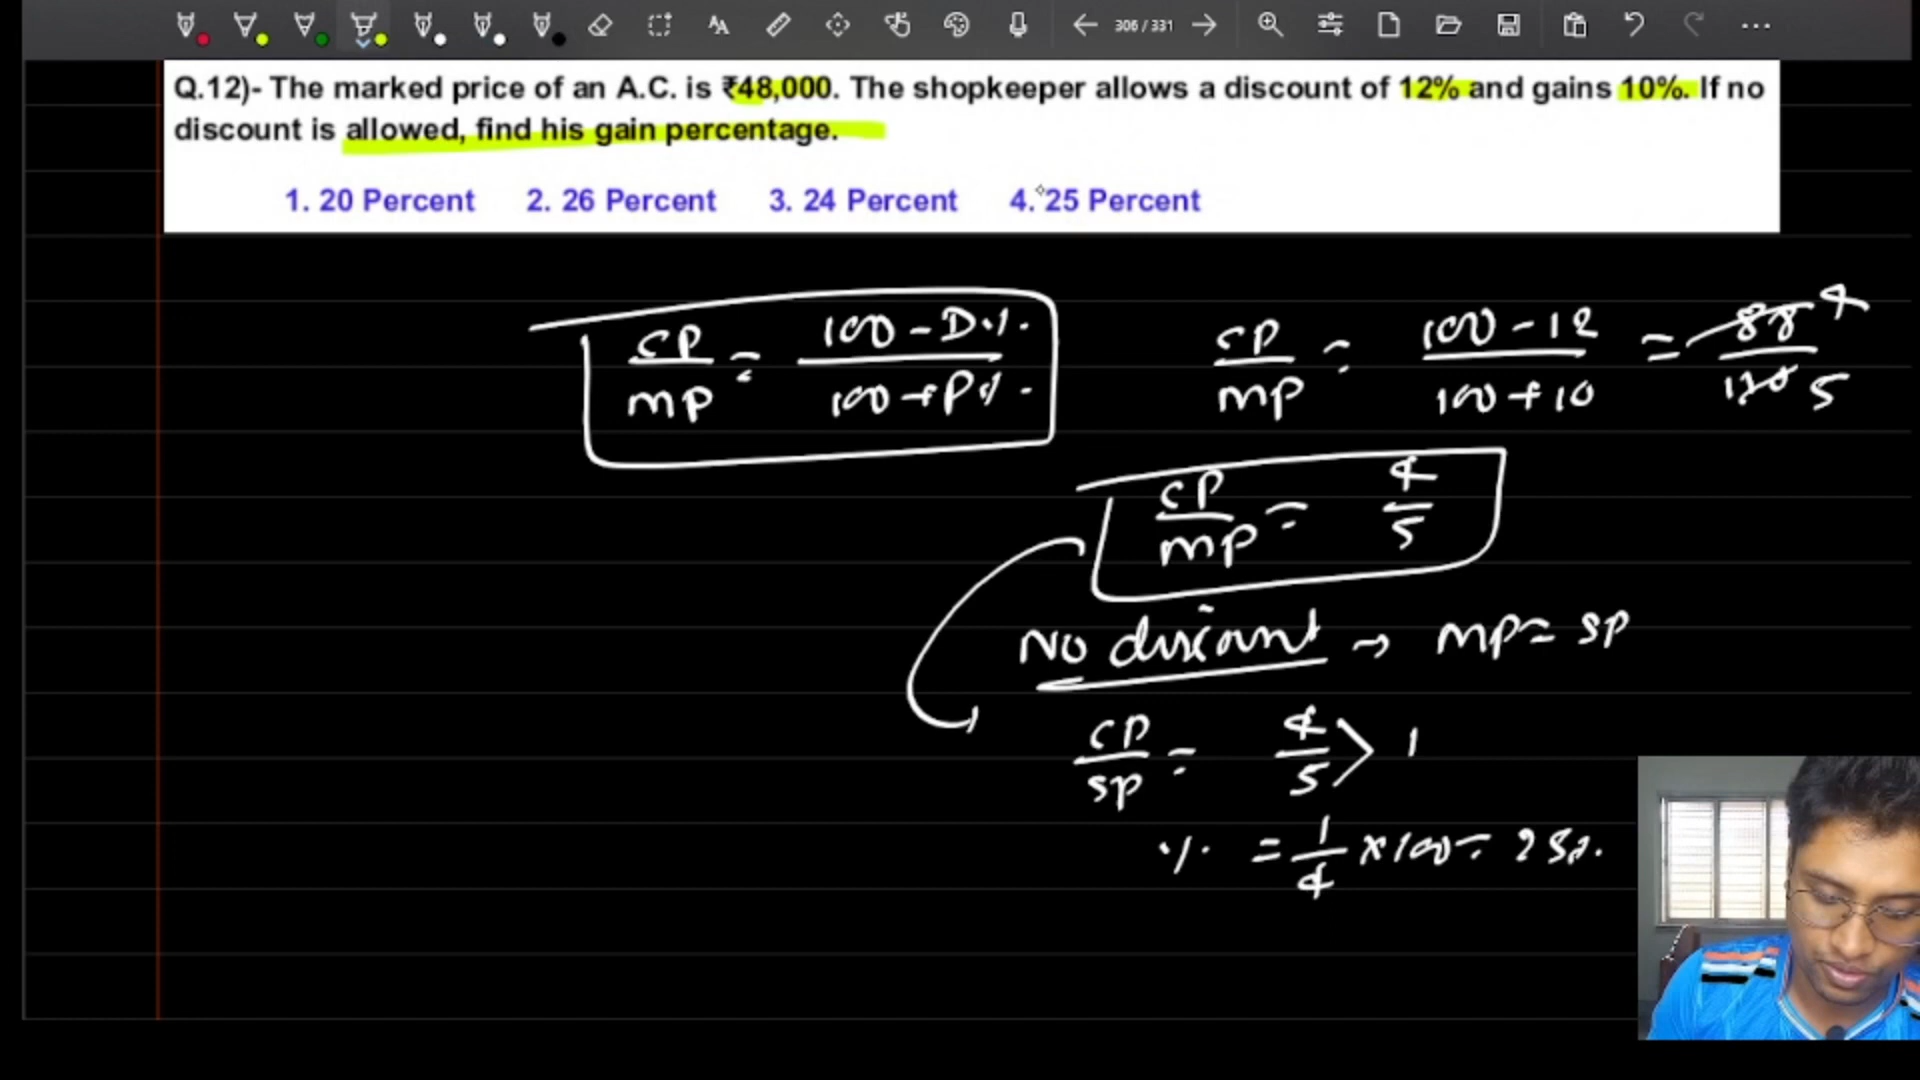 306 / 331
Q.12)- The marked price of an A.C. is ₹48,000. The shopkeeper allows a discount of 12% and gains 10%. If no
discount is allowed, find his gain percentage.
1. 20 Percent 2. 26 Percent 3. 24 Percent 4. 25 Percent
CP/MP = 100 - D%/100 + P%
CP/MP = 100 - 12/100 + 10 = 88/110 4/5
CP/MP = 4/5
No discount → MP = SP
CP/SP = 4/5 > 1
% = 1/4 × 100 = 25%